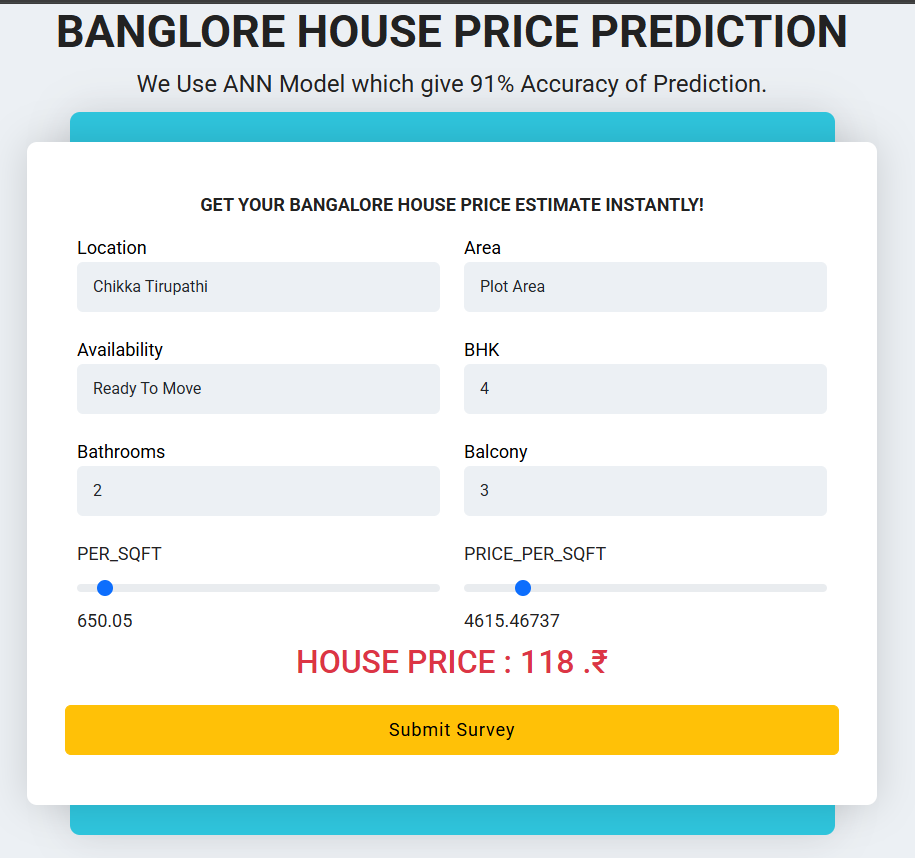 BANGLORE HOUSE PRICE PREDICTION
We Use ANN Model which give 91% Accuracy of Prediction.
GET YOUR BANGALORE HOUSE PRICE ESTIMATE INSTANTLY!
Location
Area
Chikka Tirupathi
Plot Area
Availability
BHK
Ready To Move
4
Bathrooms
Balcony
2
3
PER_SQFT
PRICE_PER_SQFT
650.05
4615.46737
HOUSE PRICE : 118 .₹
Submit Survey